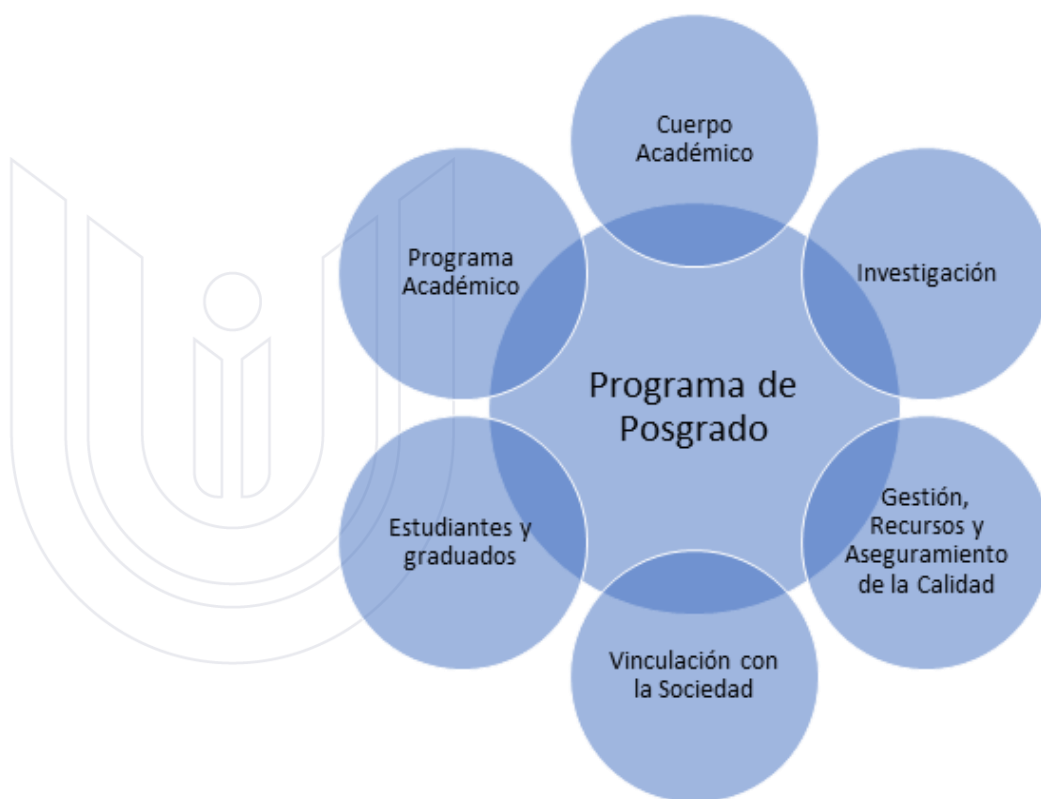 Cuerpo
Académico
Programa
Académico
Investigación
Programa de
Posgrado
Estudiantes y
graduados
Gestión,
Recursos y
Aseguramiento
de la Calidad
Vinculación con
la Sociedad